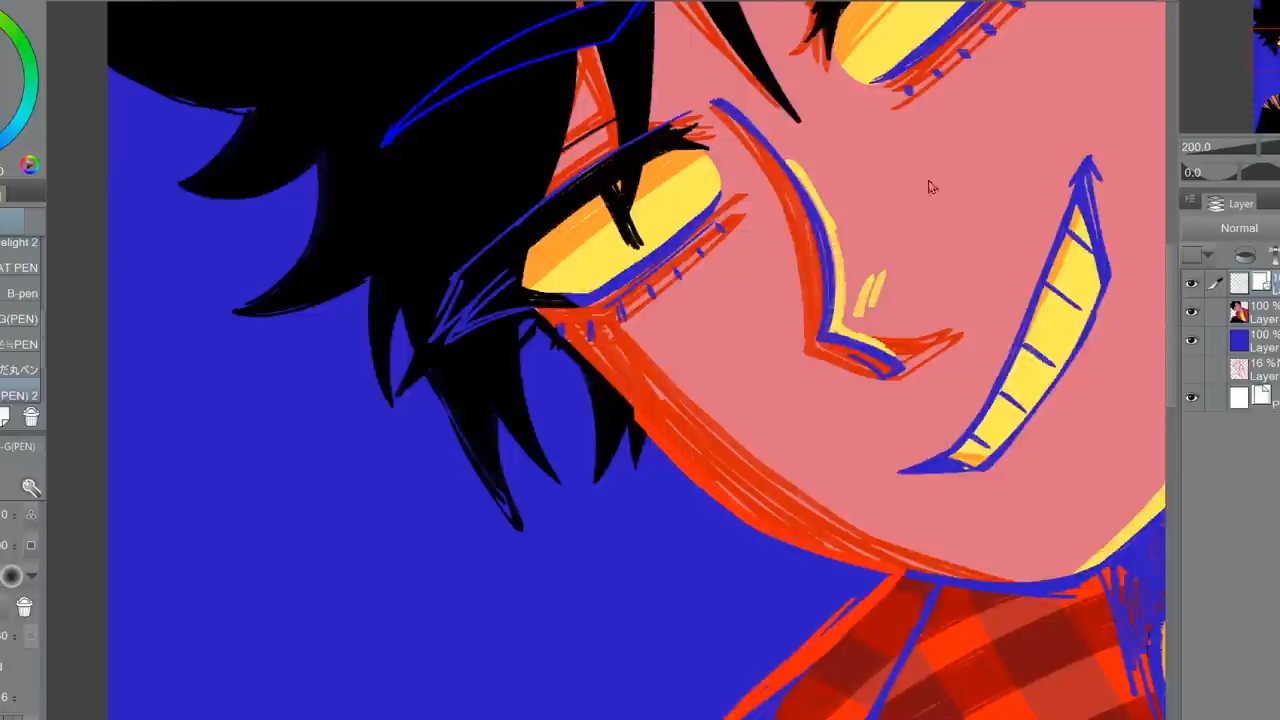 elight 2
AT PEN
B-pen
G(PEN)
だ丸ペン
PEN) 2
-G(PEN)
200.0
0.0
Layer
Normal
100 %
Layer
100 %
Layer
16 %
Layer